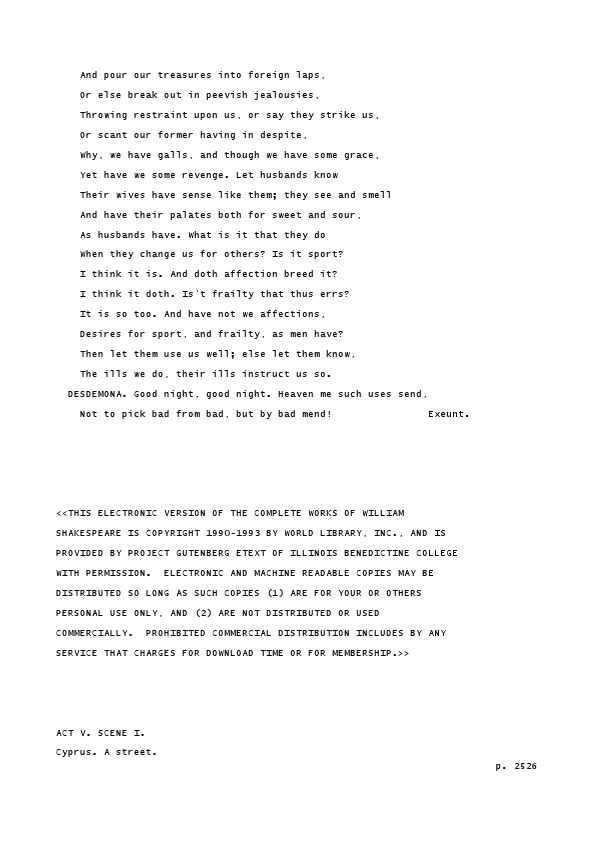 And pour our treasures into foreign laps,
Or else break out in peevish jealousies,
Throwing restraint upon us, or say they strike us,
Or scant our former having in despite,
Why, we have galls, and though we have some grace,
Yet have we some revenge. Let husbands know
Their wives have sense like them; they see and smell
And have their palates both for sweet and sour,
As husbands have. What is it that they do
When they change us for others? Is it sport?
I think it is. And doth affection breed it?
I think it doth. Is't frailty that thus errs?
It is so too. And have not we affections,
Desires for sport, and frailty, as men have?
Then let them use us well; else let them know,
The ills we do, their ills instruct us so.
DESDEMONA. Good night, good night. Heaven me such uses send,
Not to pick bad from bad, but by bad mend! Exeunt.
<<THIS ELECTRONIC VERSION OF THE COMPLETE WORKS OF WILLIAM
SHAKESPEARE IS COPYRIGHT 1990-1993 BY WORLD LIBRARY, INC., AND IS
PROVIDED BY PROJECT GUTENBERG ETEXT OF ILLINOIS BENEDICTINE COLLEGE
WITH PERMISSION.  ELECTRONIC AND MACHINE READABLE COPIES MAY BE
DISTRIBUTED SO LONG AS SUCH COPIES (1) ARE FOR YOUR OR OTHERS
PERSONAL USE ONLY, AND (2) ARE NOT DISTRIBUTED OR USED
COMMERCIALLY.  PROHIBITED COMMERCIAL DISTRIBUTION INCLUDES BY ANY
SERVICE THAT CHARGES FOR DOWNLOAD TIME OR FOR MEMBERSHIP.>>
ACT V. SCENE I.
Cyprus. A street.
p. 2526